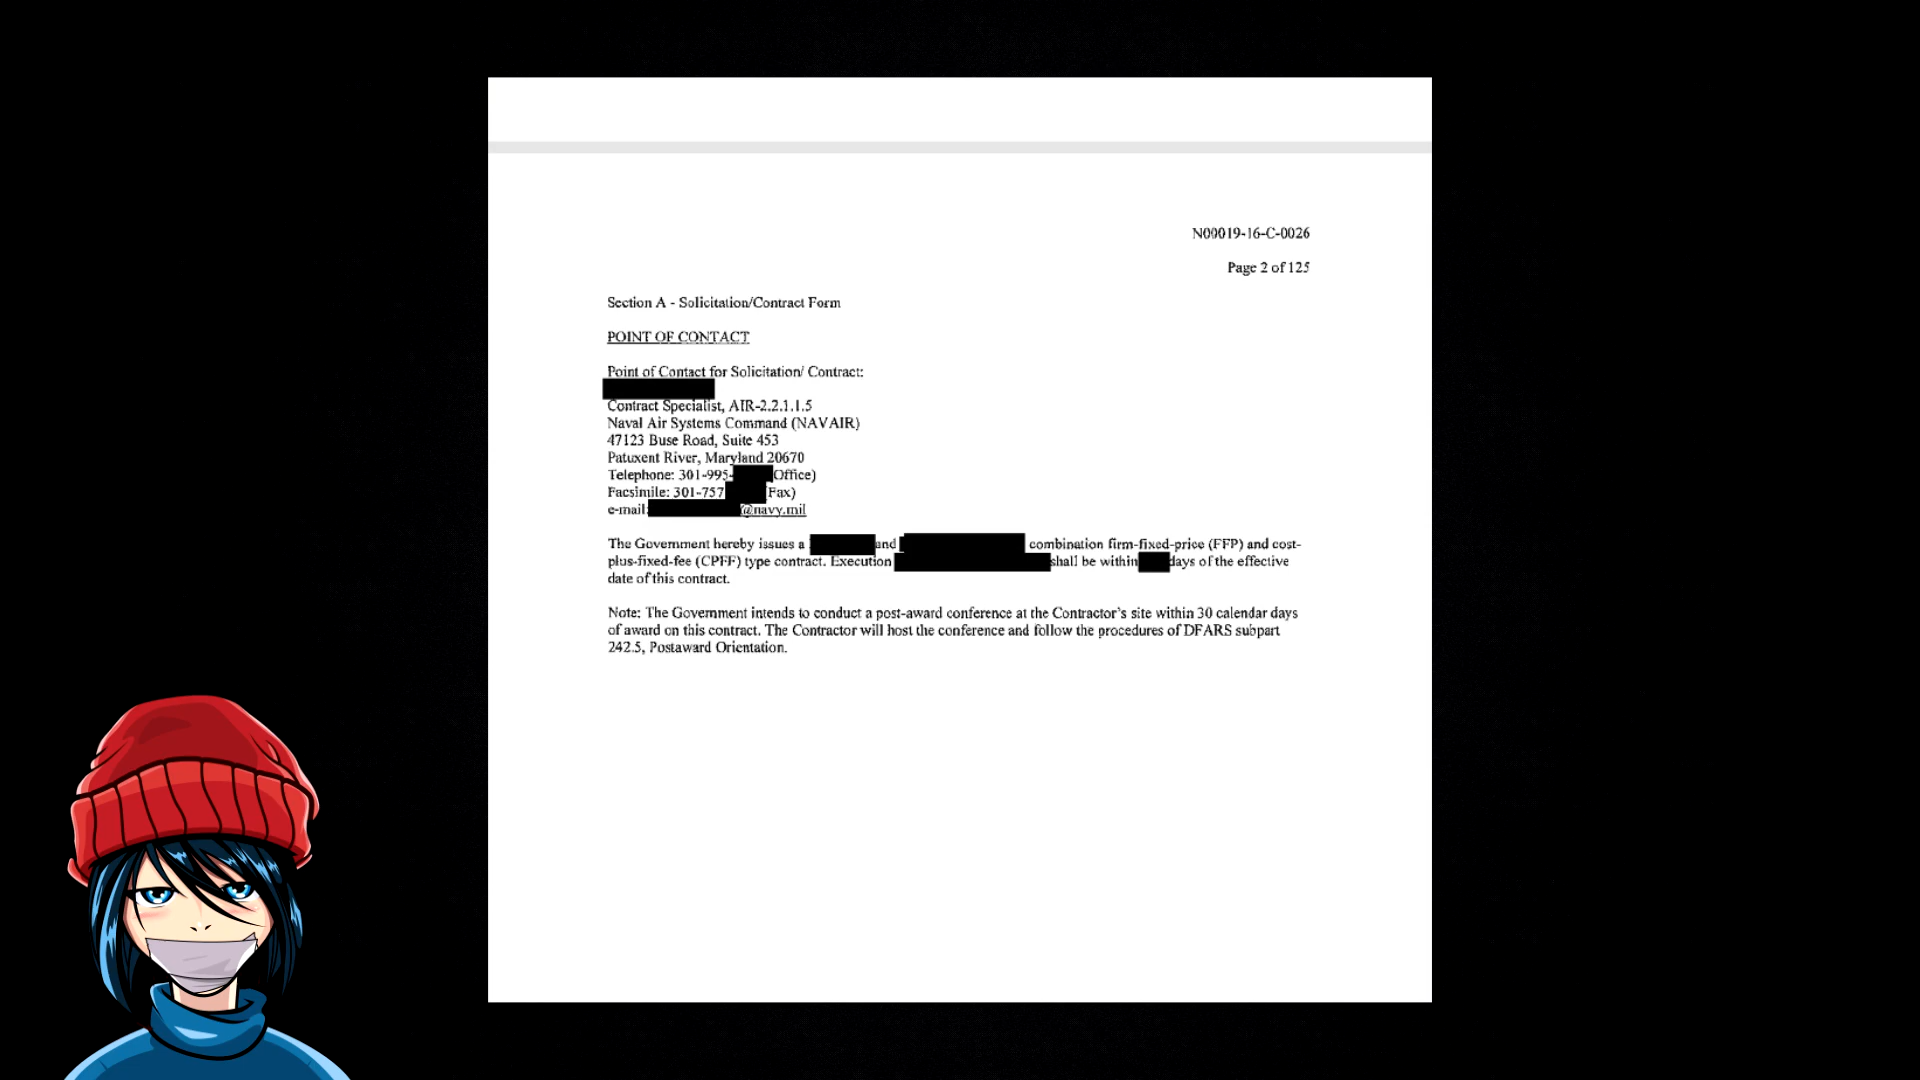 N00019-16-C-0026
Page 2 of 125
Section A - Solicitation/Contract Form
POINT OF CONTACT
Point of Contact for Solicitation/ Contract:
Contract Specialist, AIR-2.2.1.1.5
Naval Air Systems Command (NAVAIR)
47123 Buse Road, Suite 453
Patuxent River, Maryland 20670
Telephone: 301-995- Office)
Facsimile: 301-757 (Fax)
e-mail: @navy.mil
The Government hereby issues a and combination firm-fixed-price (FFP) and cost-
plus-fixed-fee (CPFF) type contract. Execution shall be within days of the effective
date of this contract.
Note: The Government intends to conduct a post-award conference at the Contractor's site within 30 calendar days
of award on this contract. The Contractor will host the conference and follow the procedures of DFARS subpart
242.5, Postaward Orientation.